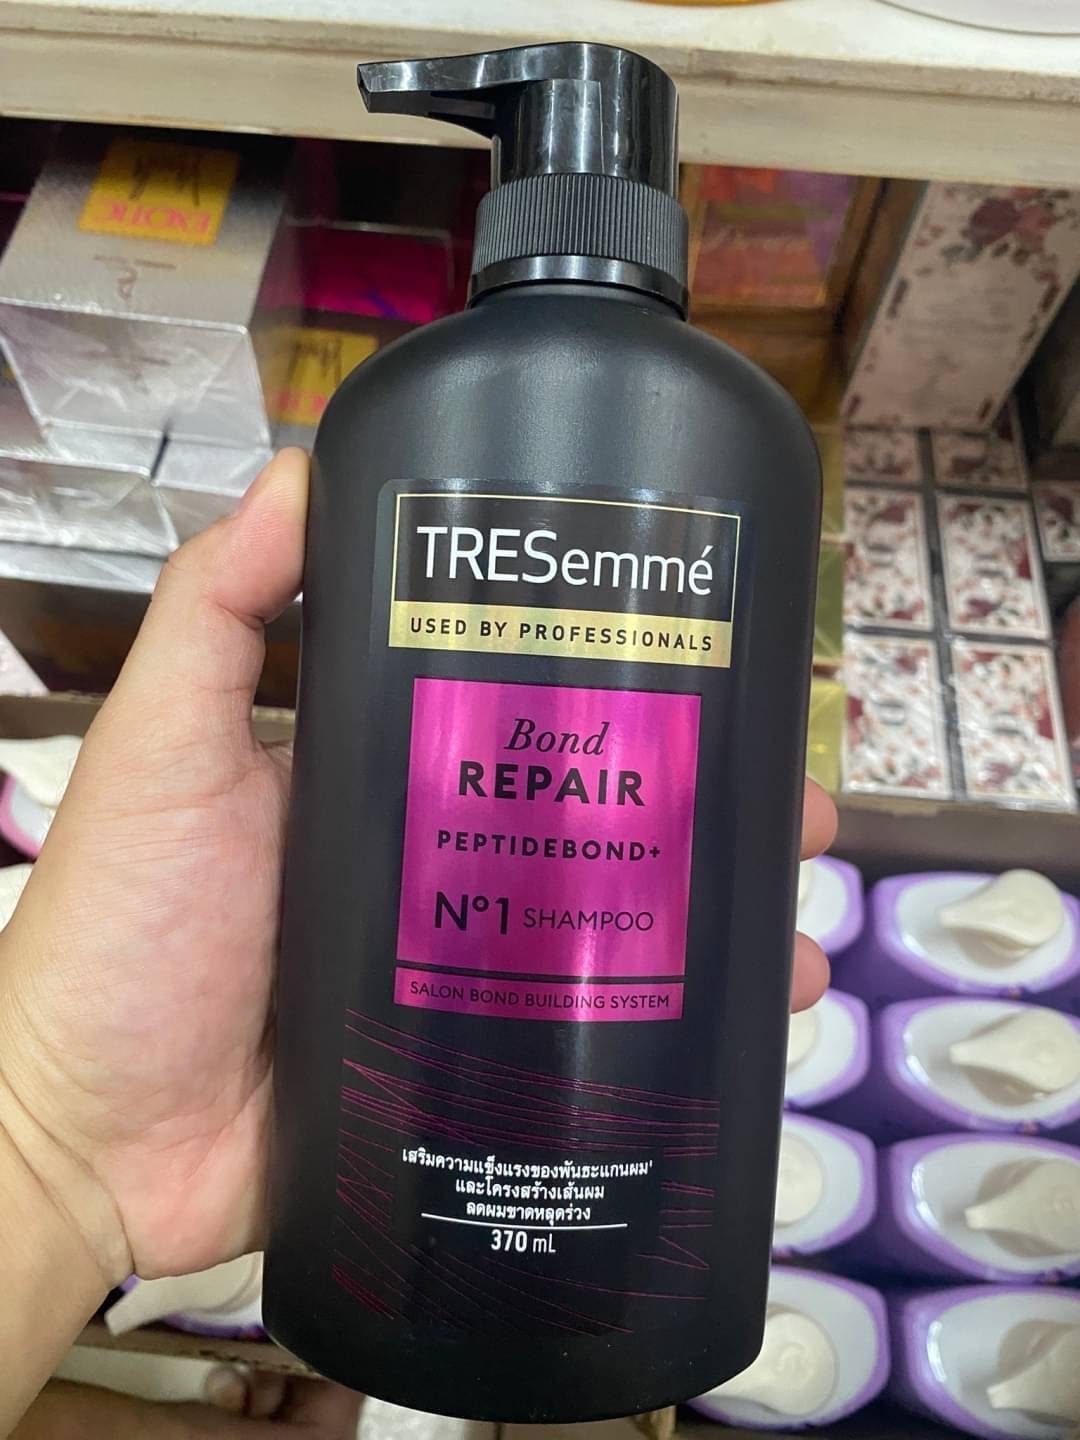 EXOTIC
TRESemmé
USED BY PROFESSIONALS
Bond
REPAIR
PEPTIDEBOND+
Nº1 SHAMPOO
SALON BOND BUILDING SYSTEM
เสริมความแข็งแรงของพันธะแกนผม'
และโครงสร้างเส้นผม
ลดผมขาดหลุดร่วง
370 mL